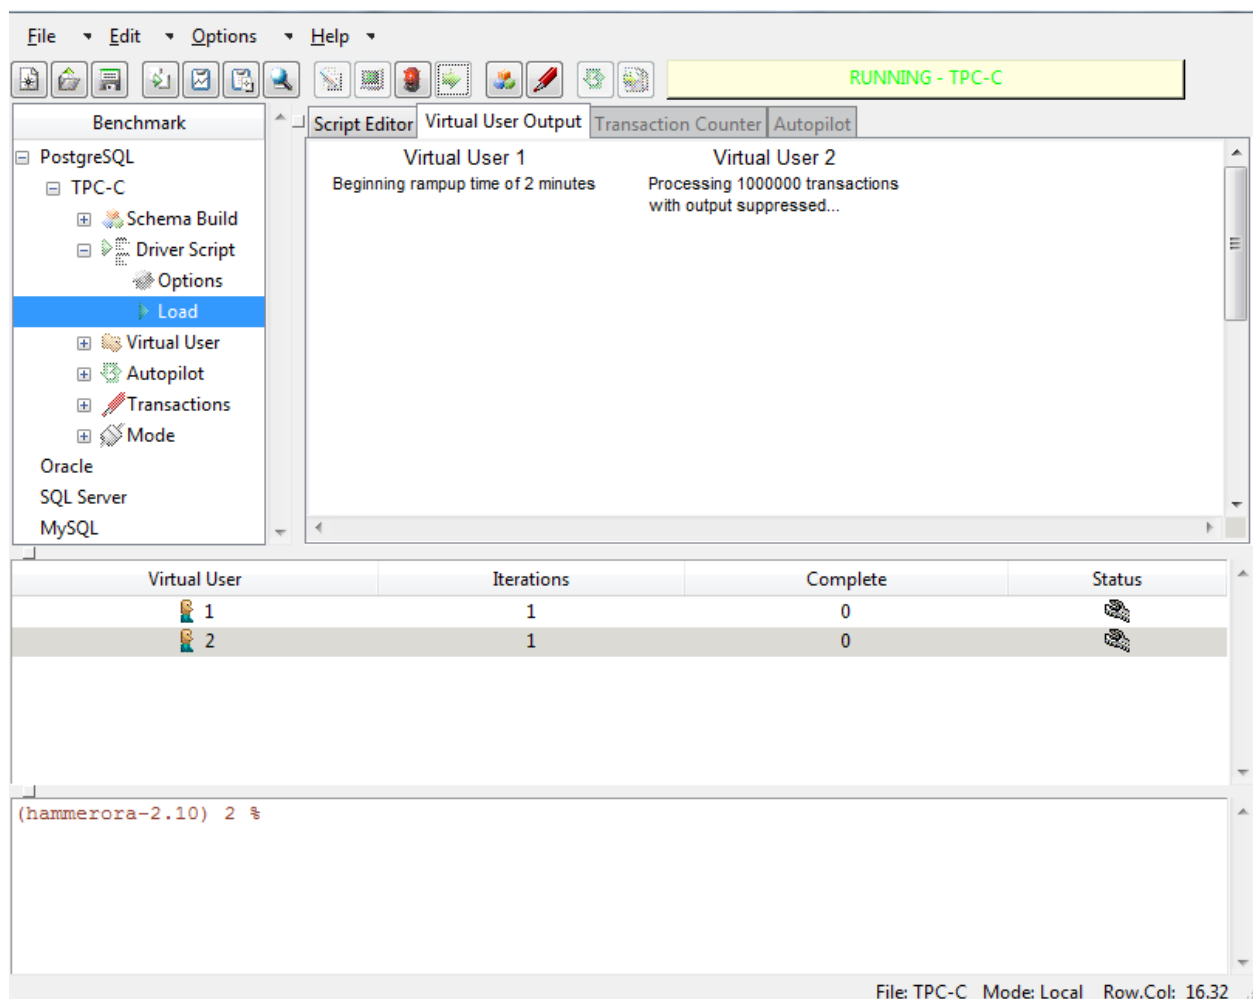 File Edit Options Help
RUNNING - TPC-C
Benchmark
Script Editor Virtual User Output Transaction Counter Autopilot
PostgreSQL
TPC-C
Schema Build
Driver Script
Options
Load
Virtual User
Autopilot
Transactions
Mode
Oracle
SQL Server
MySQL
Virtual User 1
Beginning rampup time of 2 minutes
Virtual User 2
Processing 1000000 transactions
with output suppressed...
Virtual User Iterations Complete Status
1 1 0
2 1 0
(hammerora-2.10) 2 %
File: TPC-C Mode: Local Row.Col: 16.32